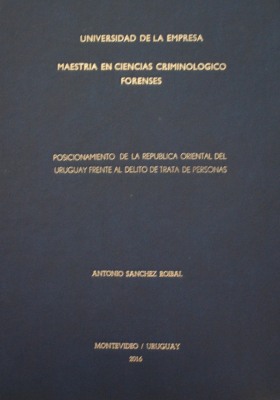 UNIVERSIDAD DE LA EMPRESA
MAESTRIA EN CIENCIAS CRIMINOLOGICO
FORENSES
POSICIONAMIENTO DE LA REPUBLICA ORIENTAL DEL
URUGUAY FRENTE AL DELITO DE TRATA DE PERSONAS
ANTONIO SANCHEZ ROIBAL
MONTEVIDEO / URUGUAY
2016